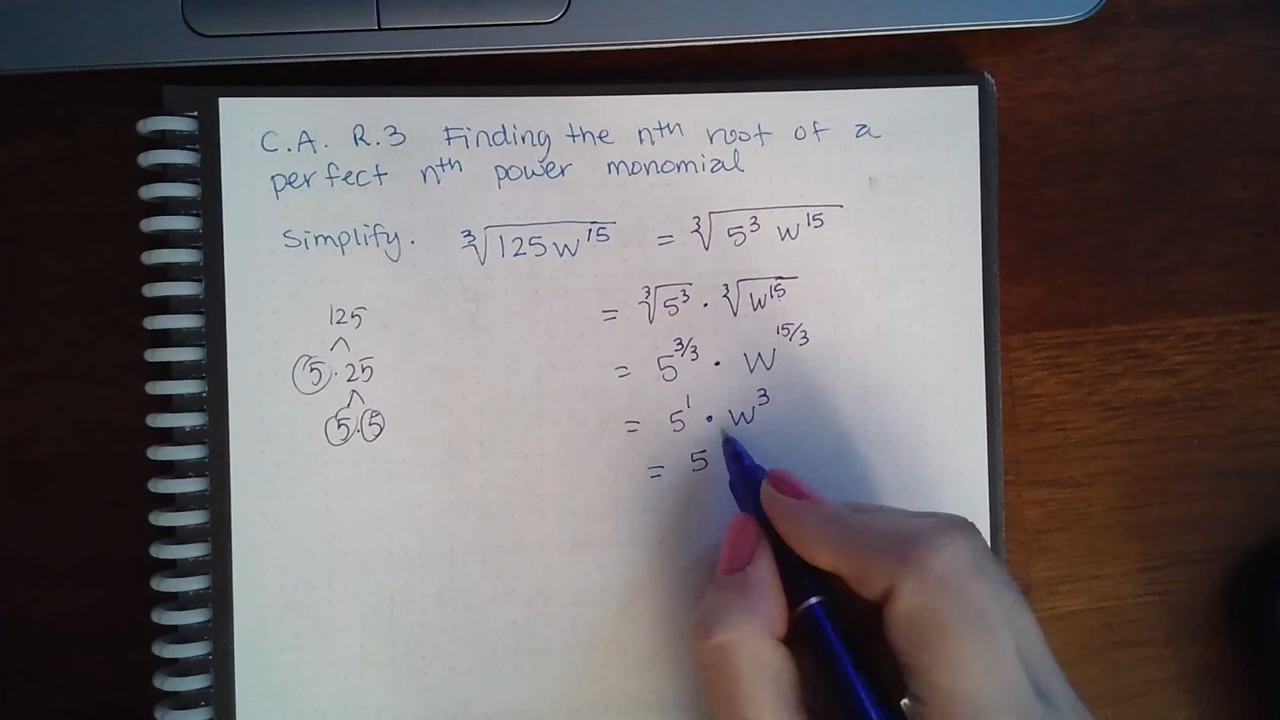 C.A. R.3 Finding the nth root of a
perfect nth power monomial
Simplify. ∛(125w¹⁵) = ∛(5³ w¹⁵)
= ∛(5³) · ∛(w¹⁵)
= 5^(3/3) · w^(15/3)
= 5¹ · w³
= 5
125
5 · 25
5 · 5